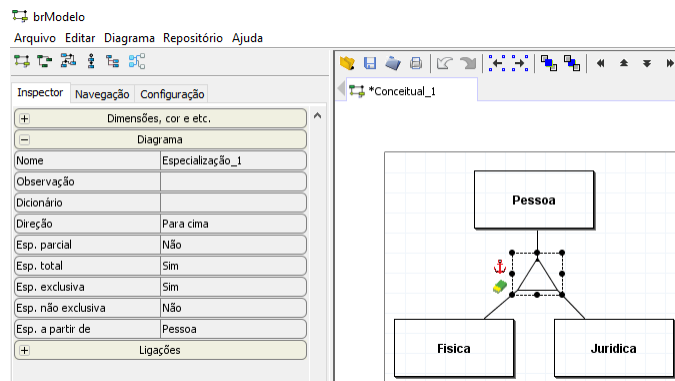 brModelo
Arquivo Editar Diagrama Repositório Ajuda
Inspector Navegação Configuração
Dimensões, cor e etc.
Diagrama
Nome Especialização_1
Observação
Dicionário
Direção Para cima
Esp. parcial Não
Esp. total Sim
Esp. exclusiva Sim
Esp. não exclusiva Não
Esp. a partir de Pessoa
Ligações
*Conceitual_1
Pessoa
Fisica Juridica